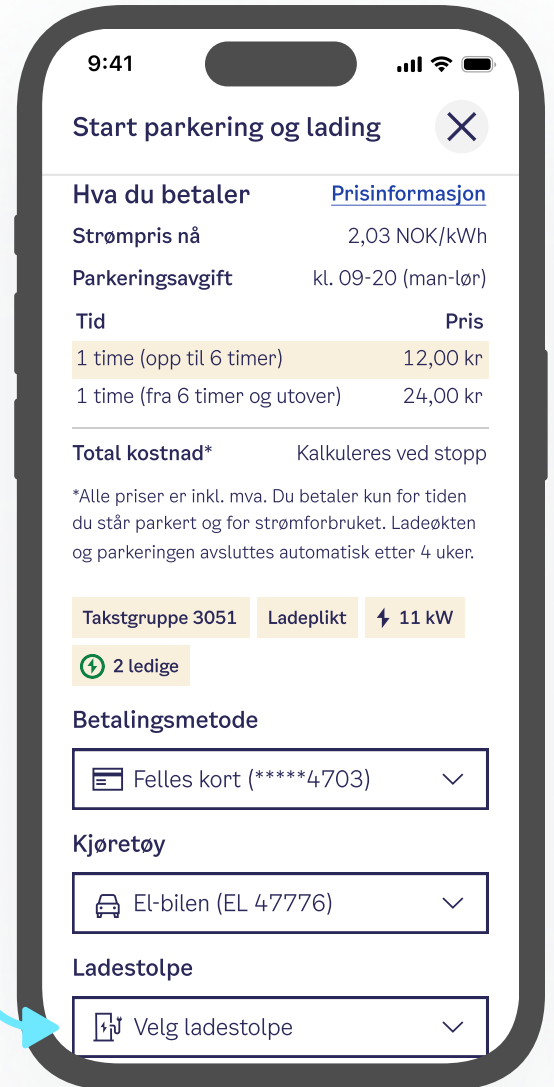 9:41
Start parkering og lading
Hva du betaler Prisinformasjon
Strømpris nå 2,03 NOK/kWh
Parkeringsavgift kl. 09-20 (man-lør)
Tid Pris
1 time (opp til 6 timer) 12,00 kr
1 time (fra 6 timer og utover) 24,00 kr
Total kostnad* Kalkuleres ved stopp
*Alle priser er inkl. mva. Du betaler kun for tiden
du står parkert og for strømforbruket. Ladeøkten
og parkeringen avsluttes automatisk etter 4 uker.
Takstgruppe 3051 Ladeplikt 11 kW
2 ledige
Betalingsmetode
Felles kort (*****4703)
Kjøretøy
El-bilen (EL 47776)
Ladestolpe
Velg ladestolpe